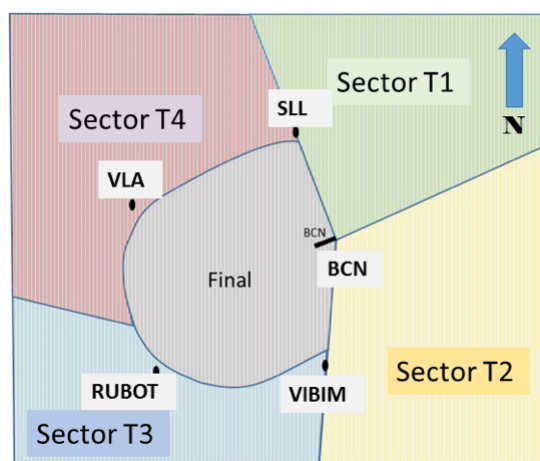 Sector T1
SLL
N
Sector T4
VLA
BCN
BCN
Final
Sector T2
RUBOT
VIBIM
Sector T3